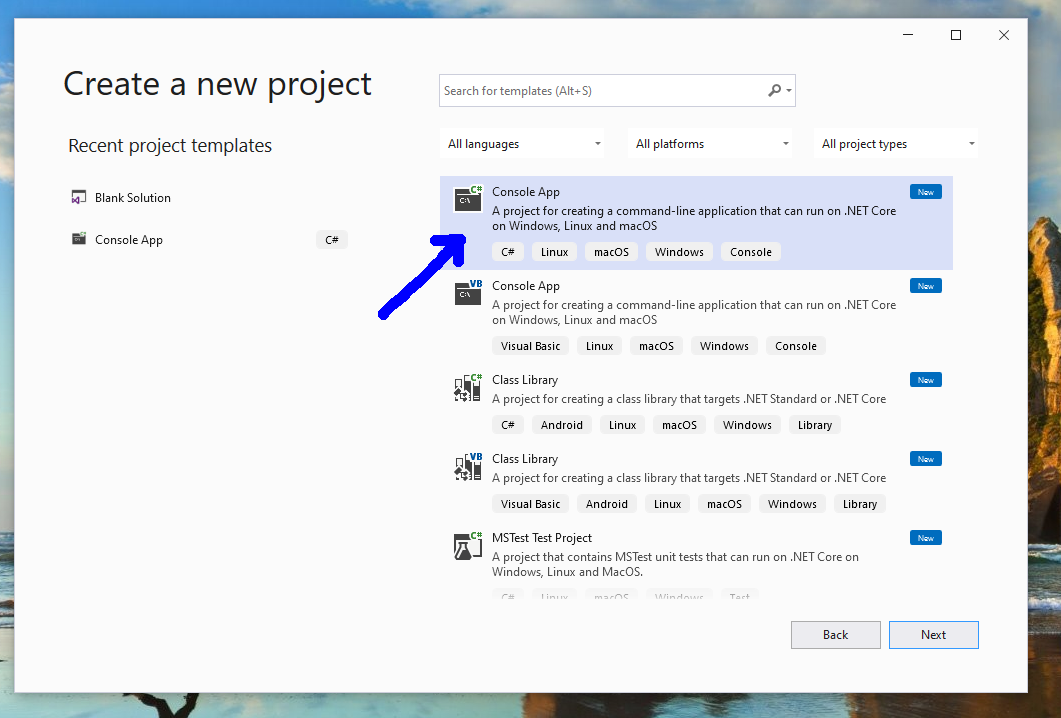 Create a new project
Search for templates (Alt+S)
Recent project templates
All languages
All platforms
All project types
Blank Solution
Console App
C#
C#
C:\
Console App
New
A project for creating a command-line application that can run on .NET Core
on Windows, Linux and macOS
C# Linux macOS Windows Console
VB
C:\
Console App
New
A project for creating a command-line application that can run on .NET Core
on Windows, Linux and macOS
Visual Basic Linux macOS Windows Console
C#
Class Library
New
A project for creating a class library that targets .NET Standard or .NET Core
C# Android Linux macOS Windows Library
VB
Class Library
New
A project for creating a class library that targets .NET Standard or .NET Core
Visual Basic Android Linux macOS Windows Library
C#
MSTest Test Project
New
A project that contains MSTest unit tests that can run on .NET Core on
Windows, Linux and MacOS.
C# Linux macOS Windows Test
Back
Next